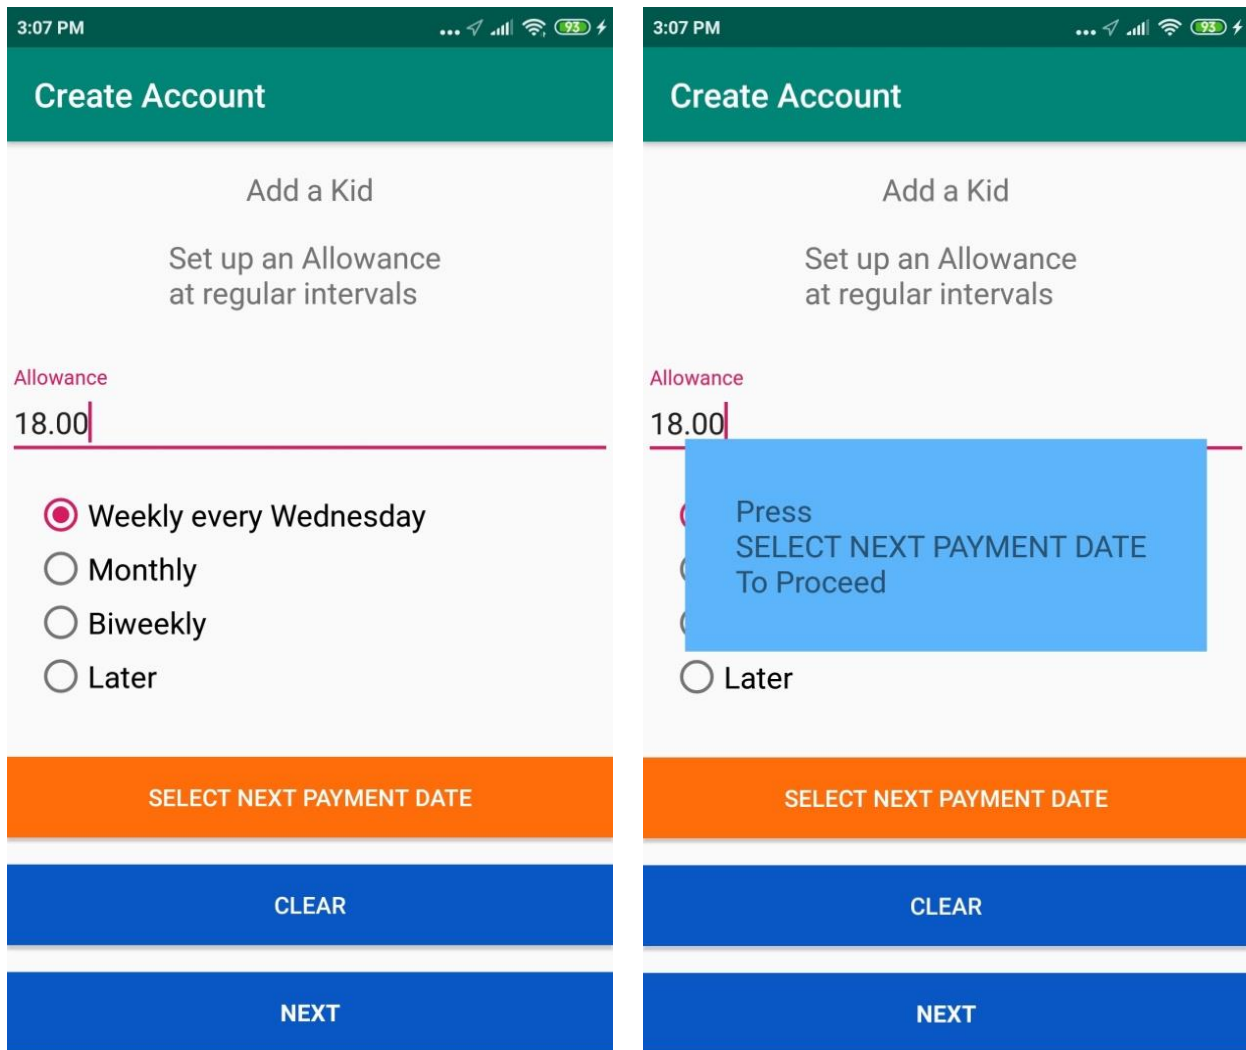 3:07 PM
93
Create Account
Add a Kid
Set up an Allowance
at regular intervals
Allowance
18.00
Weekly every Wednesday
Monthly
Biweekly
Later
SELECT NEXT PAYMENT DATE
CLEAR
NEXT
3:07 PM
93
Create Account
Add a Kid
Set up an Allowance
at regular intervals
Allowance
18.00
Press
SELECT NEXT PAYMENT DATE
To Proceed
Later
SELECT NEXT PAYMENT DATE
CLEAR
NEXT